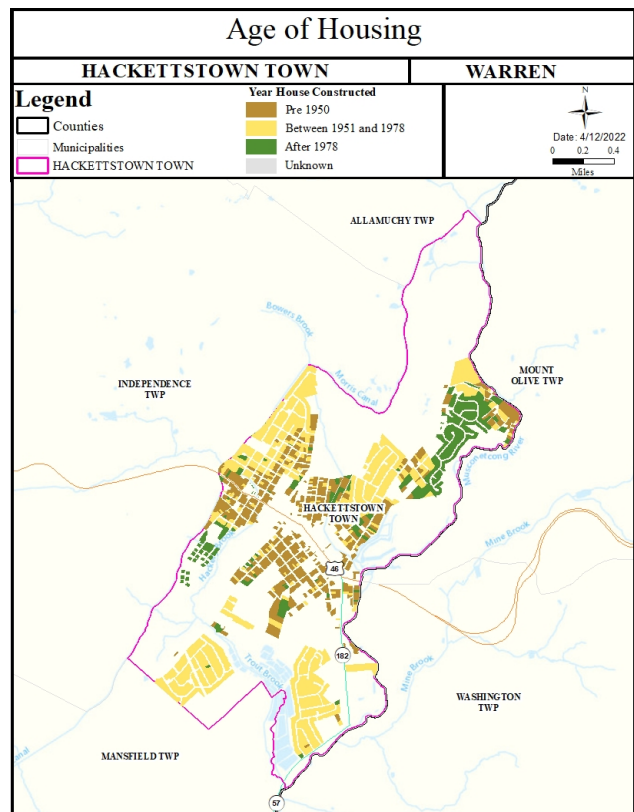 Age of Housing
HACKETTSTOWN TOWN
WARREN
Legend
Counties
Municipalities
HACKETTSTOWN TOWN
Year House Constructed
Pre 1950
Between 1951 and 1978
After 1978
Unknown
N
Date: 4/12/2022
0 0.2 0.4
Miles
ALLAMUCHY TWP
Bowers Brook
Morris Canal
MOUNT
OLIVE TWP
INDEPENDENCE
TWP
Musconetcong River
HACKETTSTOWN
TOWN
Mine Brook
46
182
Trout Brook
Mine Brook
WASHINGTON
TWP
MANSFIELD TWP
Canal
57